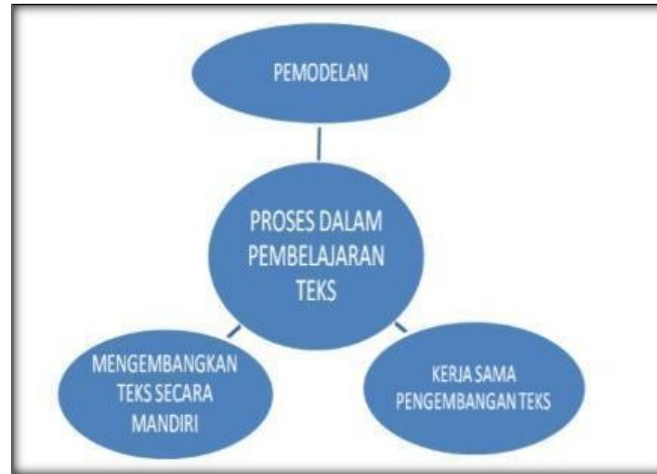 PEMODELAN
PROSES DALAM
PEMBELAJARAN
TEKS
MENGEMBANGKAN
TEKS SECARA
MANDIRI
KERJA SAMA
PENGEMBANGAN TEKS